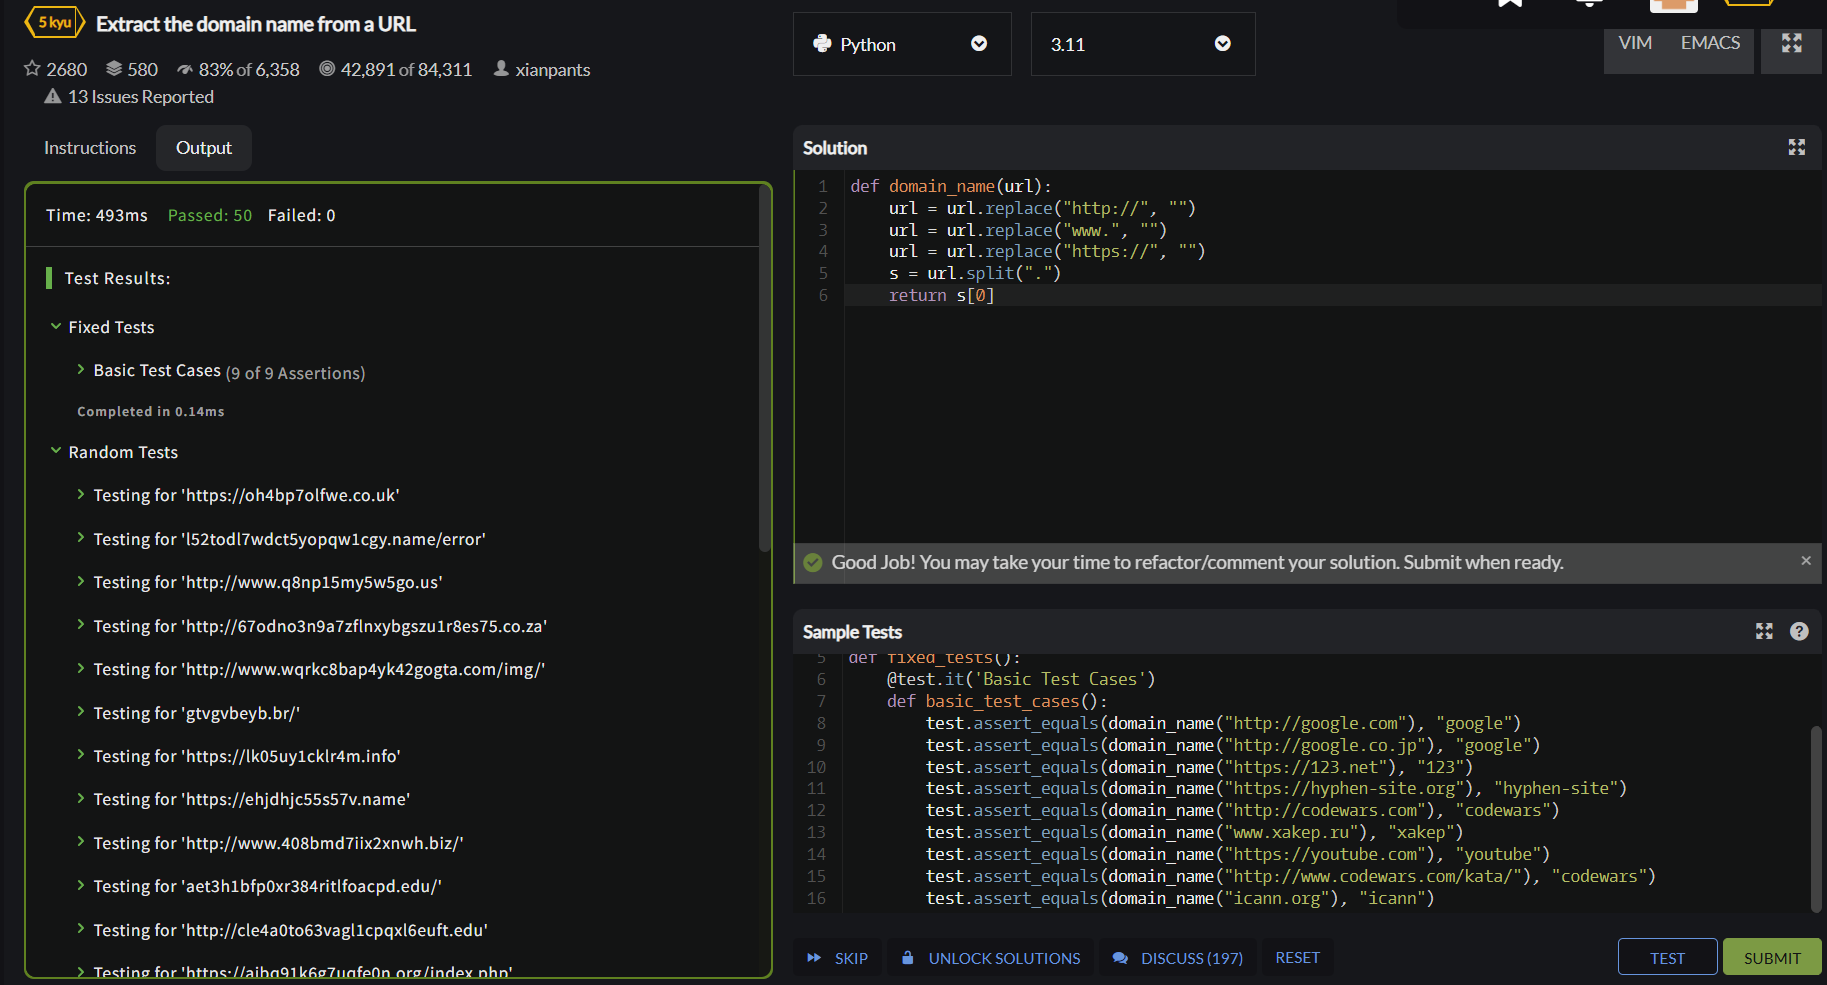 5 kyu Extract the domain name from a URL
2680 580 83% of 6,358 42,891 of 84,311 xianpants
13 Issues Reported
Python 3.11 VIM EMACS
Instructions Output
Time: 493ms Passed: 50 Failed: 0
Test Results:
Fixed Tests
Basic Test Cases (9 of 9 Assertions)
Completed in 0.14ms
Random Tests
Testing for 'https://oh4bp7olfwe.co.uk'
Testing for 'l52todl7wdct5yopqw1cgy.name/error'
Testing for 'http://www.q8np15my5w5go.us'
Testing for 'http://67odno3n9a7zflnxybgszu1r8es75.co.za'
Testing for 'http://www.wqrkc8bap4yk42gogta.com/img/'
Testing for 'gtvgvbeyb.br/'
Testing for 'https://lk05uy1cklr4m.info'
Testing for 'https://ehjdhjc55s57v.name'
Testing for 'http://www.408bmd7iix2xnwh.biz/'
Testing for 'aet3h1bfp0xr384ritlfoacpd.edu/'
Testing for 'http://cle4a0to63vagl1cpqxl6euft.edu'
Testing for 'https://aibq91k6g7uqfe0n.org/index.php'
Solution
1 def domain_name(url):
2 url = url.replace("http://", "")
3 url = url.replace("www.", "")
4 url = url.replace("https://", "")
5 s = url.split(".")
6 return s[0]
Good Job! You may take your time to refactor/comment your solution. Submit when ready. ×
Sample Tests
5 def fixed_tests():
6 @test.it('Basic Test Cases')
7 def basic_test_cases():
8 test.assert_equals(domain_name("http://google.com"), "google")
9 test.assert_equals(domain_name("http://google.co.jp"), "google")
10 test.assert_equals(domain_name("https://123.net"), "123")
11 test.assert_equals(domain_name("https://hyphen-site.org"), "hyphen-site")
12 test.assert_equals(domain_name("http://codewars.com"), "codewars")
13 test.assert_equals(domain_name("www.xakep.ru"), "xakep")
14 test.assert_equals(domain_name("https://youtube.com"), "youtube")
15 test.assert_equals(domain_name("http://www.codewars.com/kata/"), "codewars")
16 test.assert_equals(domain_name("icann.org"), "icann")
SKIP UNLOCK SOLUTIONS DISCUSS (197) RESET TEST SUBMIT